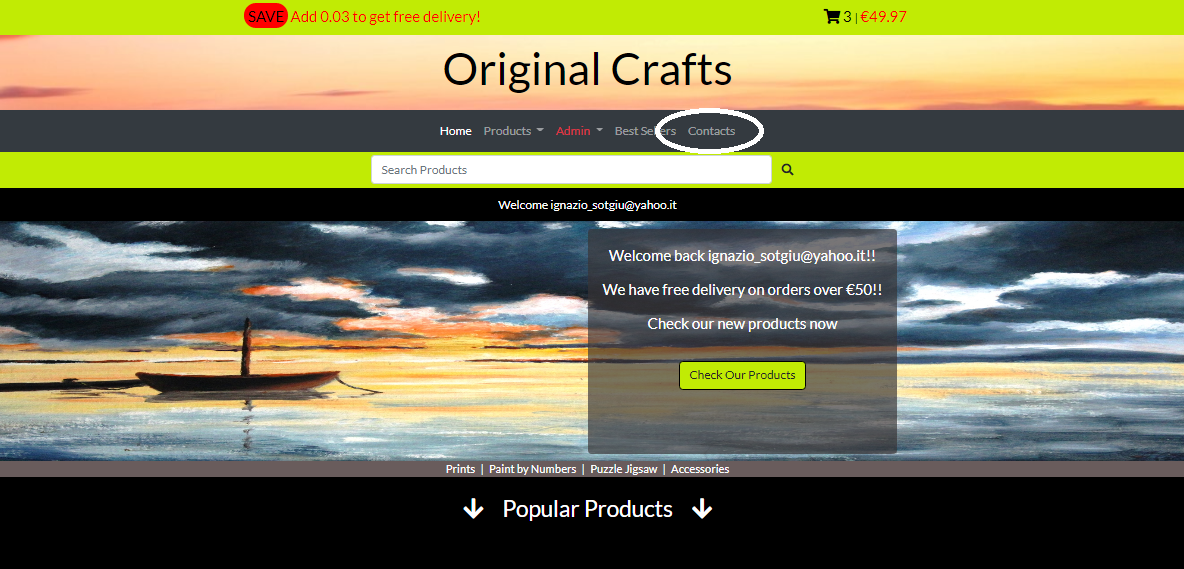 SAVE Add 0.03 to get free delivery! 3 | €49.97
Original Crafts
Home Products Admin Best Sellers Contacts
Search Products
Welcome ignazio_sotgiu@yahoo.it
Welcome back ignazio_sotgiu@yahoo.it!!
We have free delivery on orders over €50!!
Check our new products now
Check Our Products
Prints | Paint by Numbers | Puzzle Jigsaw | Accessories
Popular Products